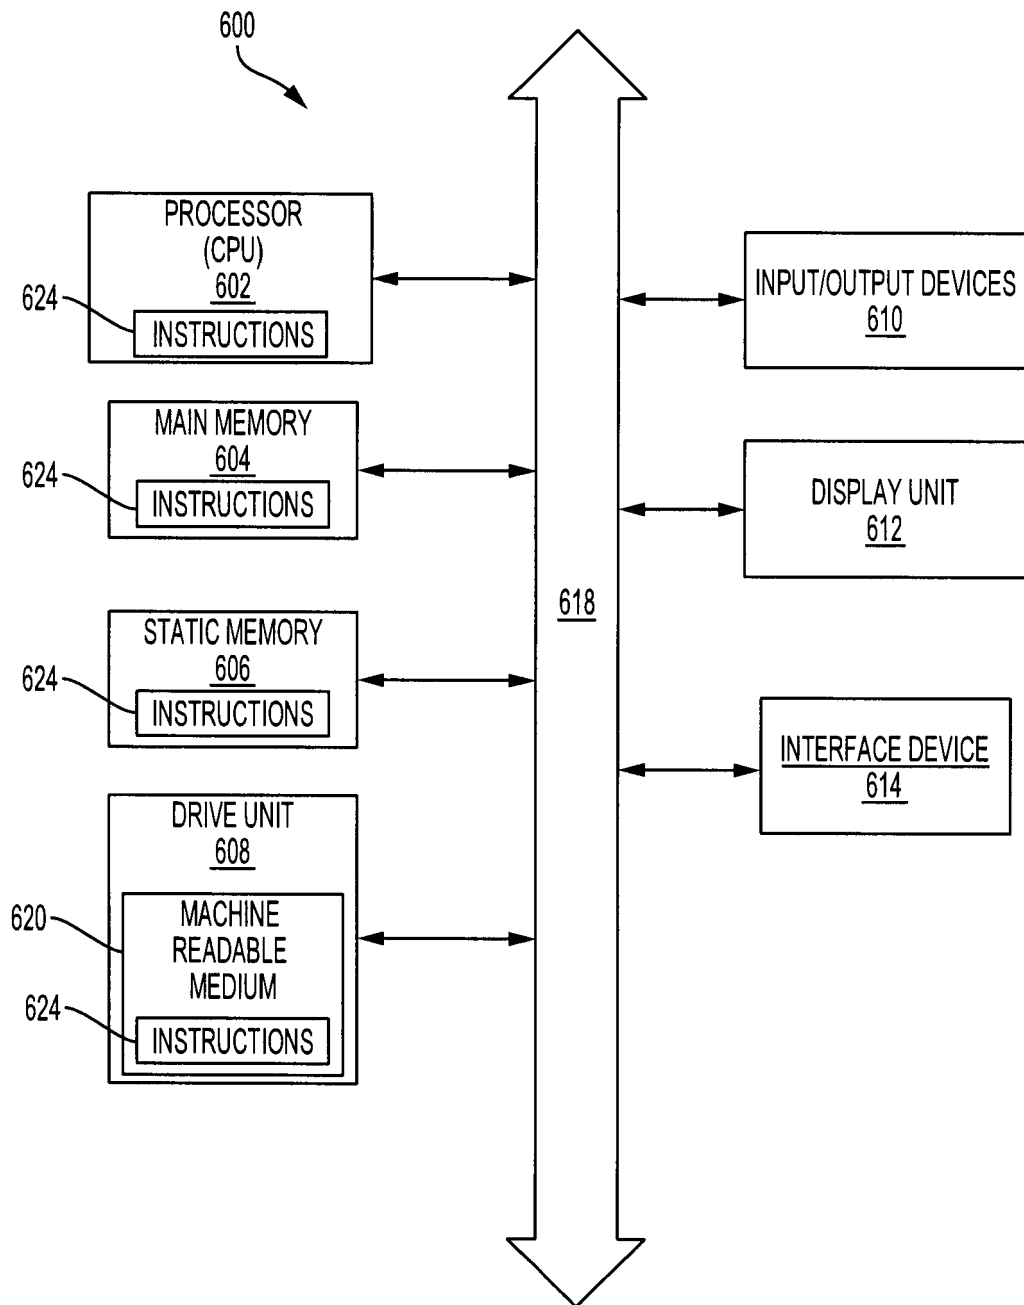 600
PROCESSOR
(CPU)
602
624
INSTRUCTIONS
MAIN MEMORY
604
624
INSTRUCTIONS
STATIC MEMORY
606
624
INSTRUCTIONS
DRIVE UNIT
608
620
MACHINE
READABLE
MEDIUM
624
INSTRUCTIONS
618
INPUT/OUTPUT DEVICES
610
DISPLAY UNIT
612
INTERFACE DEVICE
614